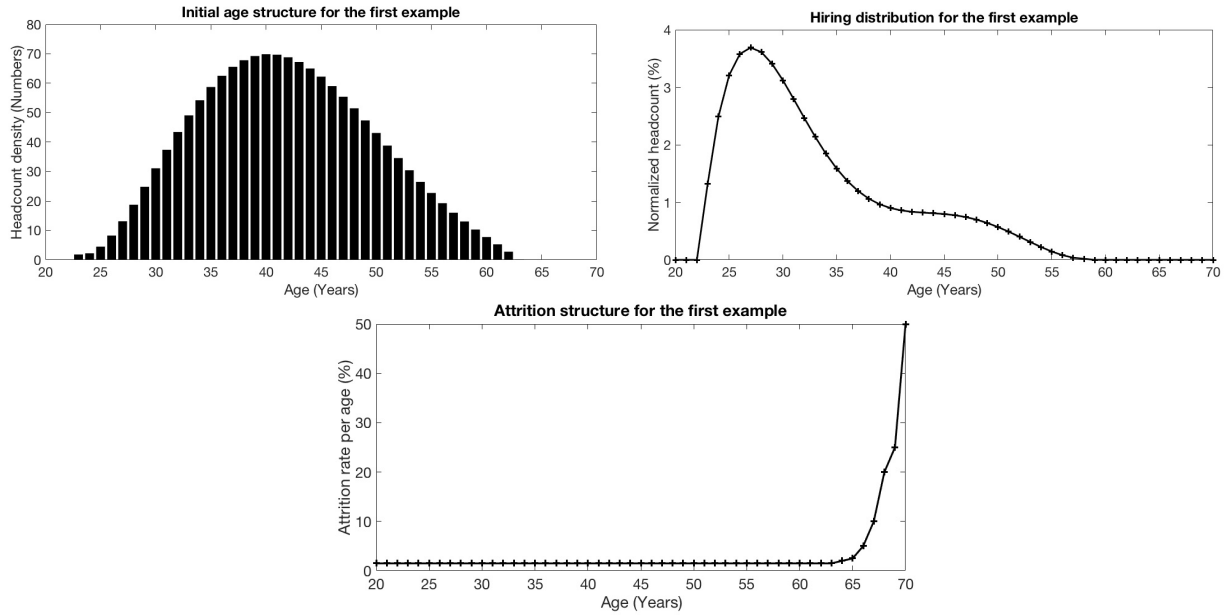 Initial age structure for the first example
Headcount density (Numbers)
80
70
60
50
40
30
20
10
0
20 25 30 35 40 45 50 55 60 65 70
Age (Years)
Hiring distribution for the first example
Normalized headcount (%)
4
3
2
1
0
20 25 30 35 40 45 50 55 60 65 70
Age (Years)
Attrition structure for the first example
Attrition rate per age (%)
50
40
30
20
10
0
20 25 30 35 40 45 50 55 60 65 70
Age (Years)